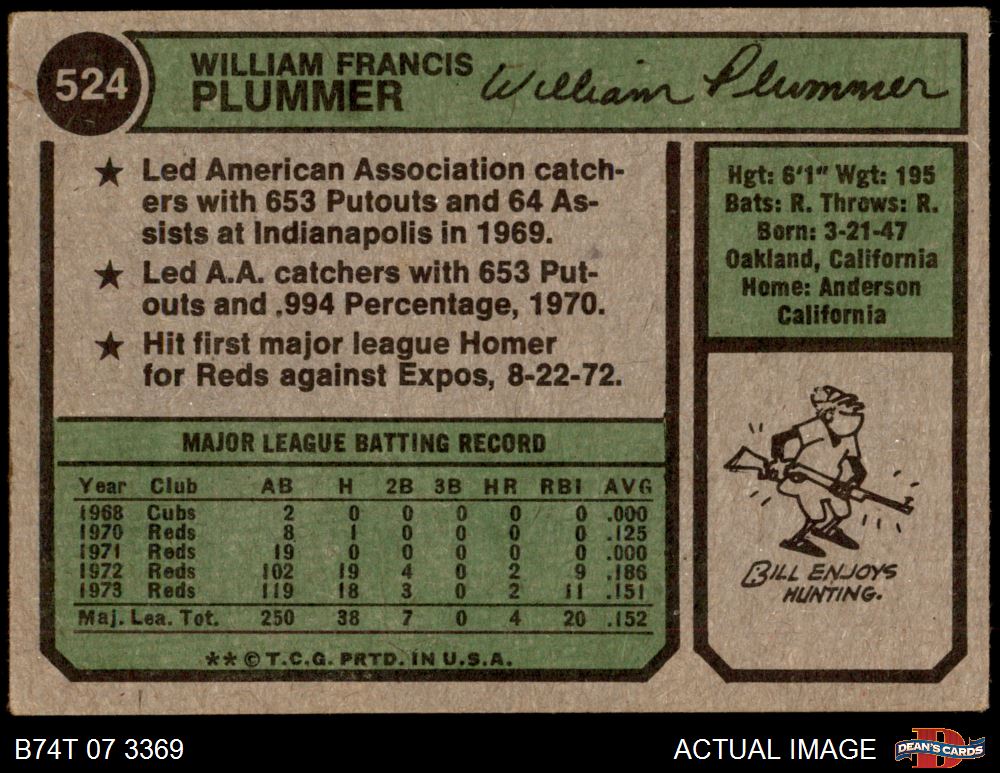 524
WILLIAM FRANCIS
PLUMMER
William Plummer
★ Led American Association catch-
ers with 653 Putouts and 64 As-
sists at Indianapolis in 1969.
★ Led A.A. catchers with 653 Put-
outs and .994 Percentage, 1970.
★ Hit first major league Homer
for Reds against Expos, 8-22-72.
Hgt: 6'1" Wgt: 195
Bats: R. Throws: R.
Born: 3-21-47
Oakland, California
Home: Anderson
California
MAJOR LEAGUE BATTING RECORD
Year Club AB H 2B 3B HR RBI AVG
1968 Cubs 2 0 0 0 0 0 .000
1970 Reds 8 1 0 0 0 0 .125
1971 Reds 19 0 0 0 0 0 .000
1972 Reds 102 19 4 0 2 9 .186
1973 Reds 119 18 3 0 2 11 .151
Maj. Lea. Tot. 250 38 7 0 4 20 .152
** © T.C.G. PRTD. IN U.S.A.
BILL ENJOYS
HUNTING.
B74T 07 3369
ACTUAL IMAGE
DEAN'S CARDS